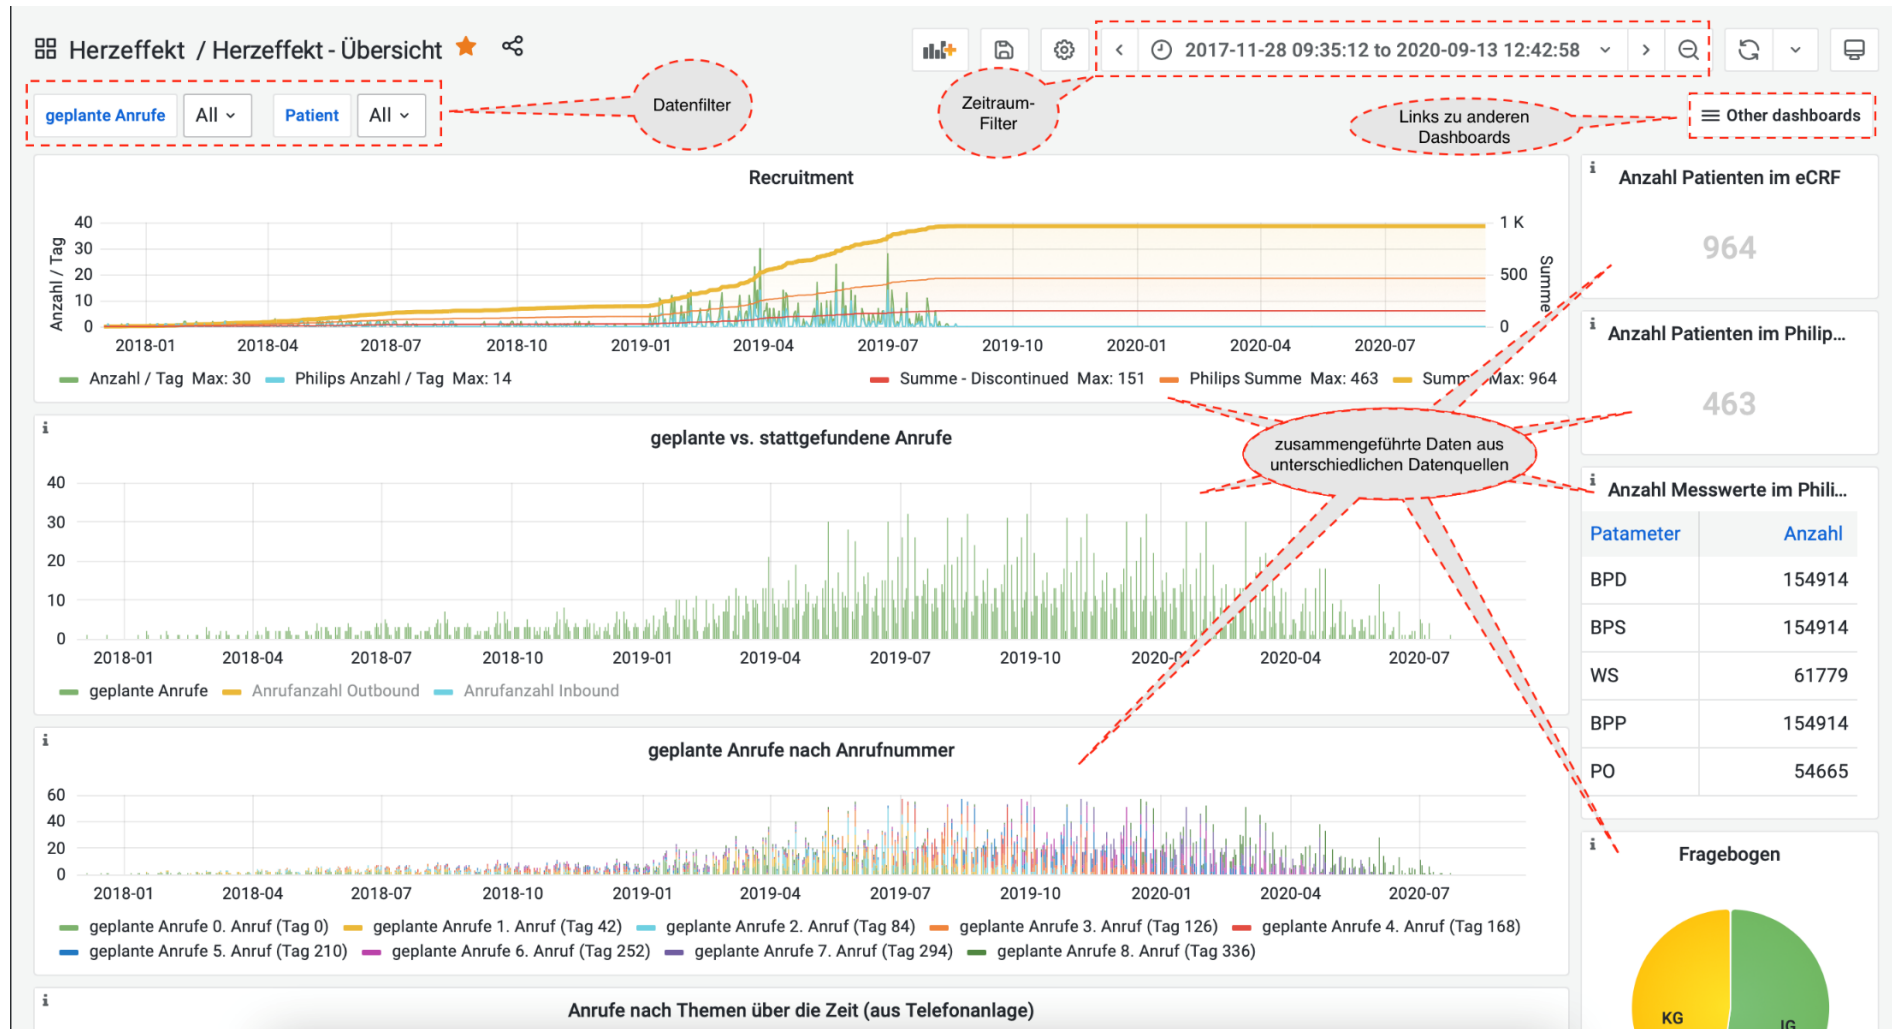 Herzeffekt / Herzeffekt - Übersicht
2017-11-28 09:35:12 to 2020-09-13 12:42:58
geplante Anrufe All Patient All
Datenfilter
Zeitraum-
Filter
Links zu anderen
Dashboards
Other dashboards
Recruitment
Anzahl / Tag
40
30
20
10
0
1 K
500
0
Summe
2018-01 2018-04 2018-07 2018-10 2019-01 2019-04 2019-07 2019-10 2020-01 2020-04 2020-07
Anzahl / Tag Max: 30 Philips Anzahl / Tag Max: 14 Summe - Discontinued Max: 151 Philips Summe Max: 463 Summ Max: 964
Anzahl Patienten im eCRF
964
Anzahl Patienten im Philip...
463
zusammengeführte Daten aus
unterschiedlichen Datenquellen
geplante vs. stattgefundene Anrufe
40
30
20
10
0
2018-01 2018-04 2018-07 2018-10 2019-01 2019-04 2019-07 2019-10 2020-0 2020-04 2020-07
geplante Anrufe Anrufanzahl Outbound Anrufanzahl Inbound
Anzahl Messwerte im Phili...
Patameter Anzahl
BPD 154914
BPS 154914
WS 61779
BPP 154914
PO 54665
geplante Anrufe nach Anrufnummer
60
40
20
0
2018-01 2018-04 2018-07 2018-10 2019-01 2019-04 2019-07 2019-10 2020-01 2020-04 2020-07
geplante Anrufe 0. Anruf (Tag 0) geplante Anrufe 1. Anruf (Tag 42) geplante Anrufe 2. Anruf (Tag 84) geplante Anrufe 3. Anruf (Tag 126) geplante Anrufe 4. Anruf (Tag 168)
geplante Anrufe 5. Anruf (Tag 210) geplante Anrufe 6. Anruf (Tag 252) geplante Anrufe 7. Anruf (Tag 294) geplante Anrufe 8. Anruf (Tag 336)
Fragebogen
KG
IG
Anrufe nach Themen über die Zeit (aus Telefonanlage)